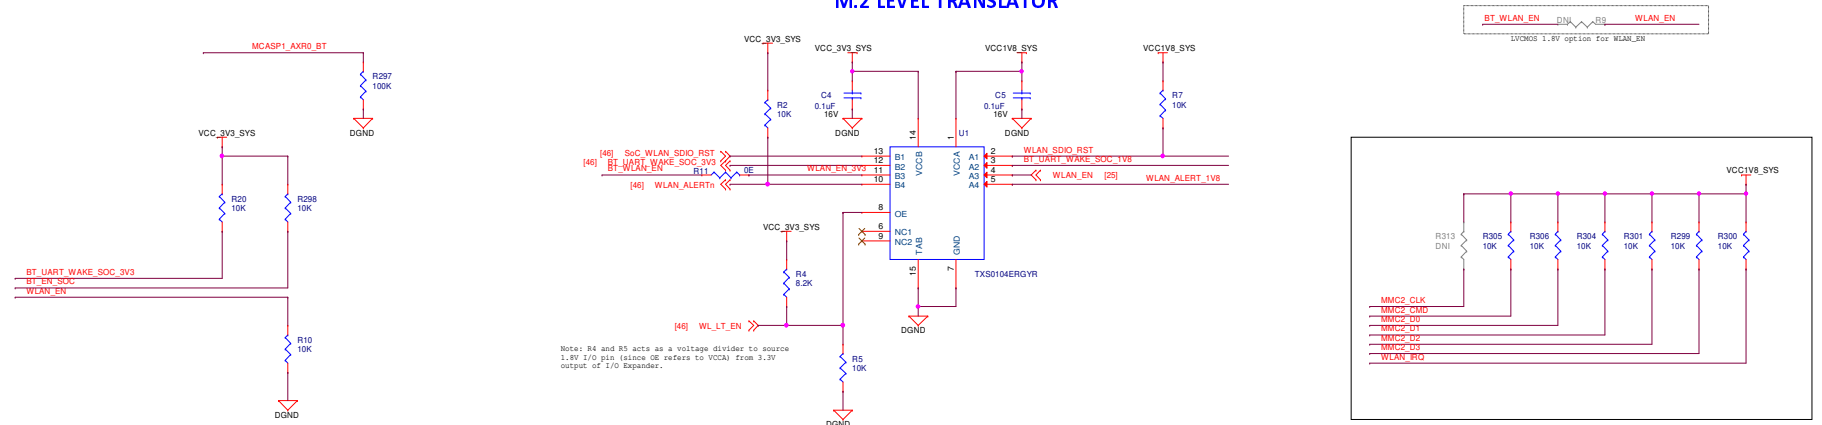 M.2 LEVEL TRANSLATOR
BT_WLAN_EN
DNI
R9
WLAN_EN
LVCMOS 1.8V option for WLAN_EN
MCASP1_AXR0_BT
R297
100K
DGND
VCC_3V3_SYS
R20
10K
R298
10K
BT_UART_WAKE_SOC_3V3
BT_EN_SOC
WLAN_EN
R10
10K
DGND
VCC_3V3_SYS
R2
10K
VCC_3V3_SYS
C4
0.1uF
16V
DGND
VCC1V8_SYS
C5
0.1uF
16V
DGND
VCC1V8_SYS
R7
10K
[46] SoC_WLAN_SDIO_RST
[46] BT_UART_WAKE_SOC_3V3
BT_WLAN_EN
R11
0E
WLAN_EN_3V3
[46] WLAN_ALERTn
U1
14
1
VCCB
VCCA
13
B1
12
B2
11
B3
10
B4
8
OE
6
NC1
9
NC2
A1
2
A2
3
A3
4
A4
5
TAB
GND
15
7
TXS0104ERGYR
DGND
WLAN_SDIO_RST
BT_UART_WAKE_SOC_1V8
WLAN_EN [25]
WLAN_ALERT_1V8
VCC_3V3_SYS
R4
8.2K
[46] WL_LT_EN
R5
10K
DGND
Note: R4 and R5 acts as a voltage divider to source
1.8V I/O pin (since OE refers to VCCA) from 3.3V
output of I/O Expander.
VCC1V8_SYS
R313
DNI
R305
10K
R306
10K
R304
10K
R301
10K
R299
10K
R300
10K
MMC2_CLK
MMC2_CMD
MMC2_D0
MMC2_D1
MMC2_D2
MMC2_D3
WLAN_IRQ